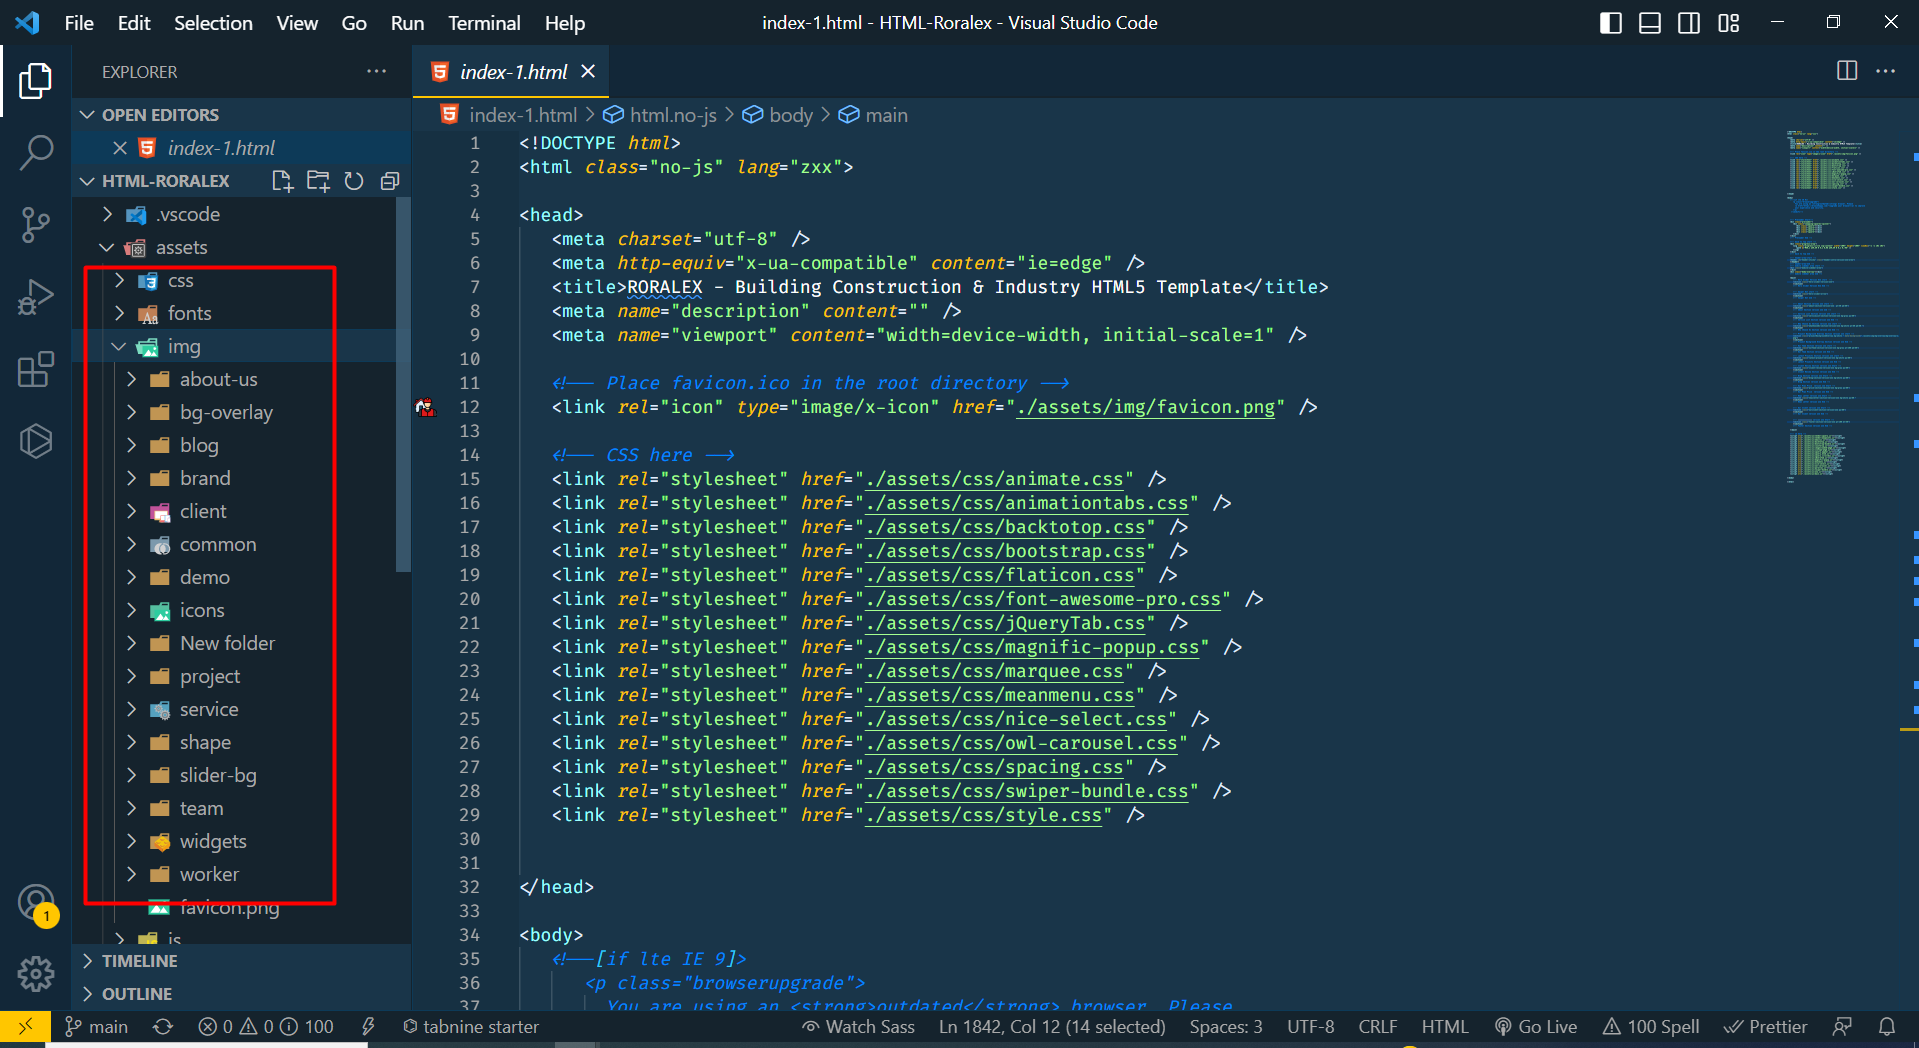 File Edit Selection View Go Run Terminal Help
index-1.html - HTML-Roralex - Visual Studio Code
EXPLORER
OPEN EDITORS
index-1.html
HTML-RORALEX
.vscode
assets
css
fonts
img
about-us
bg-overlay
blog
brand
client
common
demo
icons
New folder
project
service
shape
slider-bg
team
widgets
worker
favicon.png
js
TIMELINE
OUTLINE
1
index-1.html
index-1.html > html.no-js > body > main
1 <!DOCTYPE html>
2 <html class="no-js" lang="zxx">
3
4 <head>
5 <meta charset="utf-8" />
6 <meta http-equiv="x-ua-compatible" content="ie=edge" />
7 <title>RORALEX - Building Construction & Industry HTML5 Template</title>
8 <meta name="description" content="" />
9 <meta name="viewport" content="width=device-width, initial-scale=1" />
10
11 <!-- Place favicon.ico in the root directory -->
12 <link rel="icon" type="image/x-icon" href="./assets/img/favicon.png" />
13
14 <!-- CSS here -->
15 <link rel="stylesheet" href="./assets/css/animate.css" />
16 <link rel="stylesheet" href="./assets/css/animationtabs.css" />
17 <link rel="stylesheet" href="./assets/css/backtotop.css" />
18 <link rel="stylesheet" href="./assets/css/bootstrap.css" />
19 <link rel="stylesheet" href="./assets/css/flaticon.css" />
20 <link rel="stylesheet" href="./assets/css/font-awesome-pro.css" />
21 <link rel="stylesheet" href="./assets/css/jQueryTab.css" />
22 <link rel="stylesheet" href="./assets/css/magnific-popup.css" />
23 <link rel="stylesheet" href="./assets/css/marquee.css" />
24 <link rel="stylesheet" href="./assets/css/meanmenu.css" />
25 <link rel="stylesheet" href="./assets/css/nice-select.css" />
26 <link rel="stylesheet" href="./assets/css/owl-carousel.css" />
27 <link rel="stylesheet" href="./assets/css/spacing.css" />
28 <link rel="stylesheet" href="./assets/css/swiper-bundle.css" />
29 <link rel="stylesheet" href="./assets/css/style.css" />
30
31
32 </head>
33
34 <body>
35 <!--[if lte IE 9]>
36 <p class="browserupgrade">
37 You are using an <strong>outdated</strong> browser. Please
main 0 0 100 tabnine starter Watch Sass Ln 1842, Col 12 (14 selected) Spaces: 3 UTF-8 CRLF HTML Go Live 100 Spell Prettier